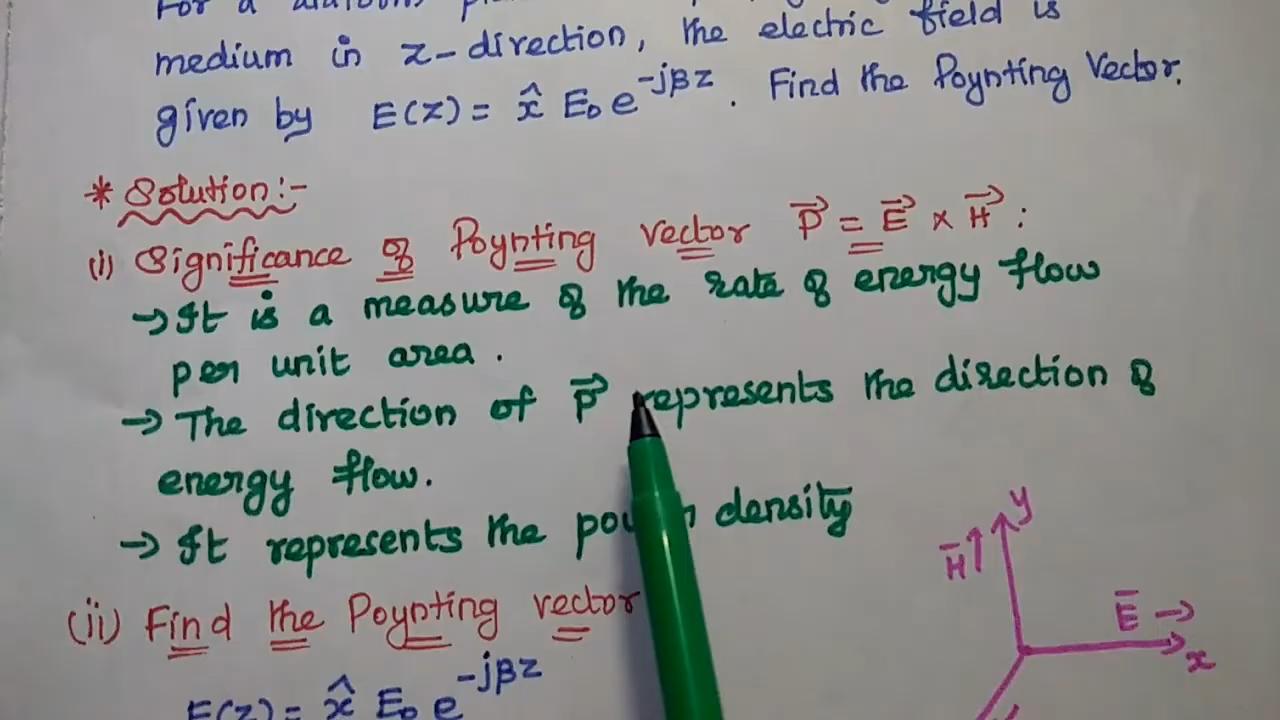 For a
medium in z-direction, the electric field is
given by E(z) = x̂ E₀ e^-jβz . Find the Poynting Vector.
* Solution:-
(i) Significance of Poynting vector P⃗ = E⃗ × H⃗ :
→ It is a measure of the rate of energy flow
per unit area.
→ The direction of P⃗ represents the direction of
energy flow.
→ It represents the density
(ii) Find the Poynting vector
E(z) = x̂ E₀ e^-jβz
y
H̄ ↑
Ē →
x